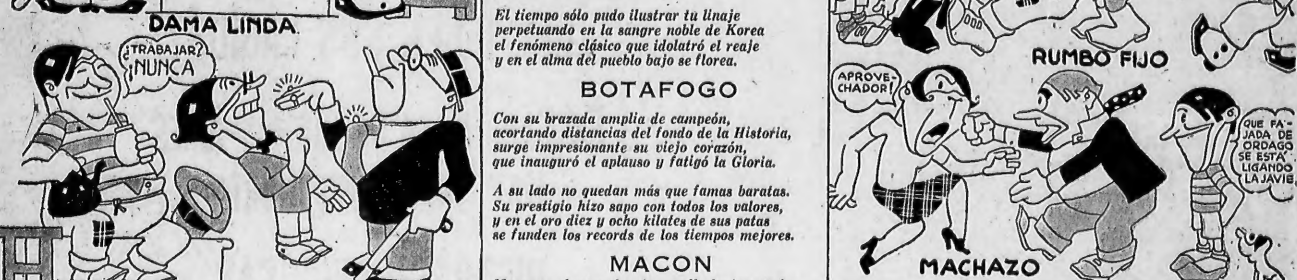 DAMA LINDA
¿TRABAJAR?
¡NUNCA
El tiempo sólo pudo ilustrar tu linaje
perpetuando en la sangre noble de Korea
el fenómeno clásico que idolatró el reaje
y en el alma del pueblo bajo se florea.
BOTAFOGO
Con su brazada amplia de campeón,
acortando distancias del fondo de la Historia,
surge impresionante su viejo corazón,
que inauguró el aplauso y fatigó la Gloria.
A su lado no quedan más que famas baratas.
Su prestigio hizo sapo con todos los valores,
y en el oro diez y ocho kilates de sus patas
se funden los records de los tiempos mejores.
MACON
RUMBO FIJO
APROVE-
CHADOR!
QUE FA-
JADA DE
ORDAGO
SE ESTA
LIGANDO
LA JAVIE
MACHAZO